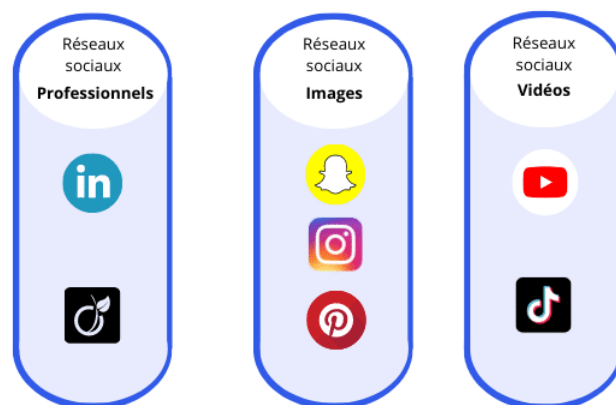 Réseaux
sociaux
Professionnels
in
Réseaux
sociaux
Images
Réseaux
sociaux
Vidéos